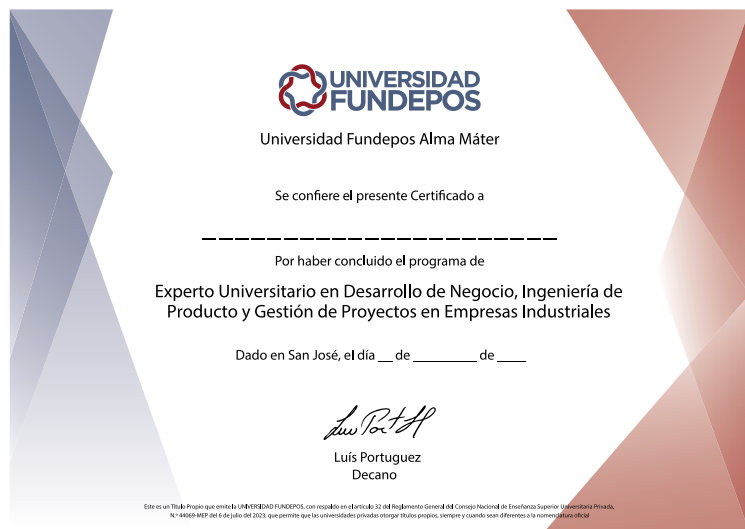 UNIVERSIDAD
FUNDEPOS
Universidad Fundepos Alma Máter
Se confiere el presente Certificado a
Por haber concluido el programa de
Experto Universitario en Desarrollo de Negocio, Ingeniería de
Producto y Gestión de Proyectos en Empresas Industriales
Dado en San José, el día __ de ________ de ____
Luís Portuguez
Decano
Este es un Título Propio que emite la UNIVERSIDAD FUNDEPOS, con respaldo en el artículo 32 del Reglamento General del Consejo Nacional de Enseñanza Superior Universitaria Privada,
N.º 44069-MEP del 6 de julio del 2023, que permite que las universidades privadas otorgar títulos propios, siempre y cuando sean diferentes a la nomenclatura oficial